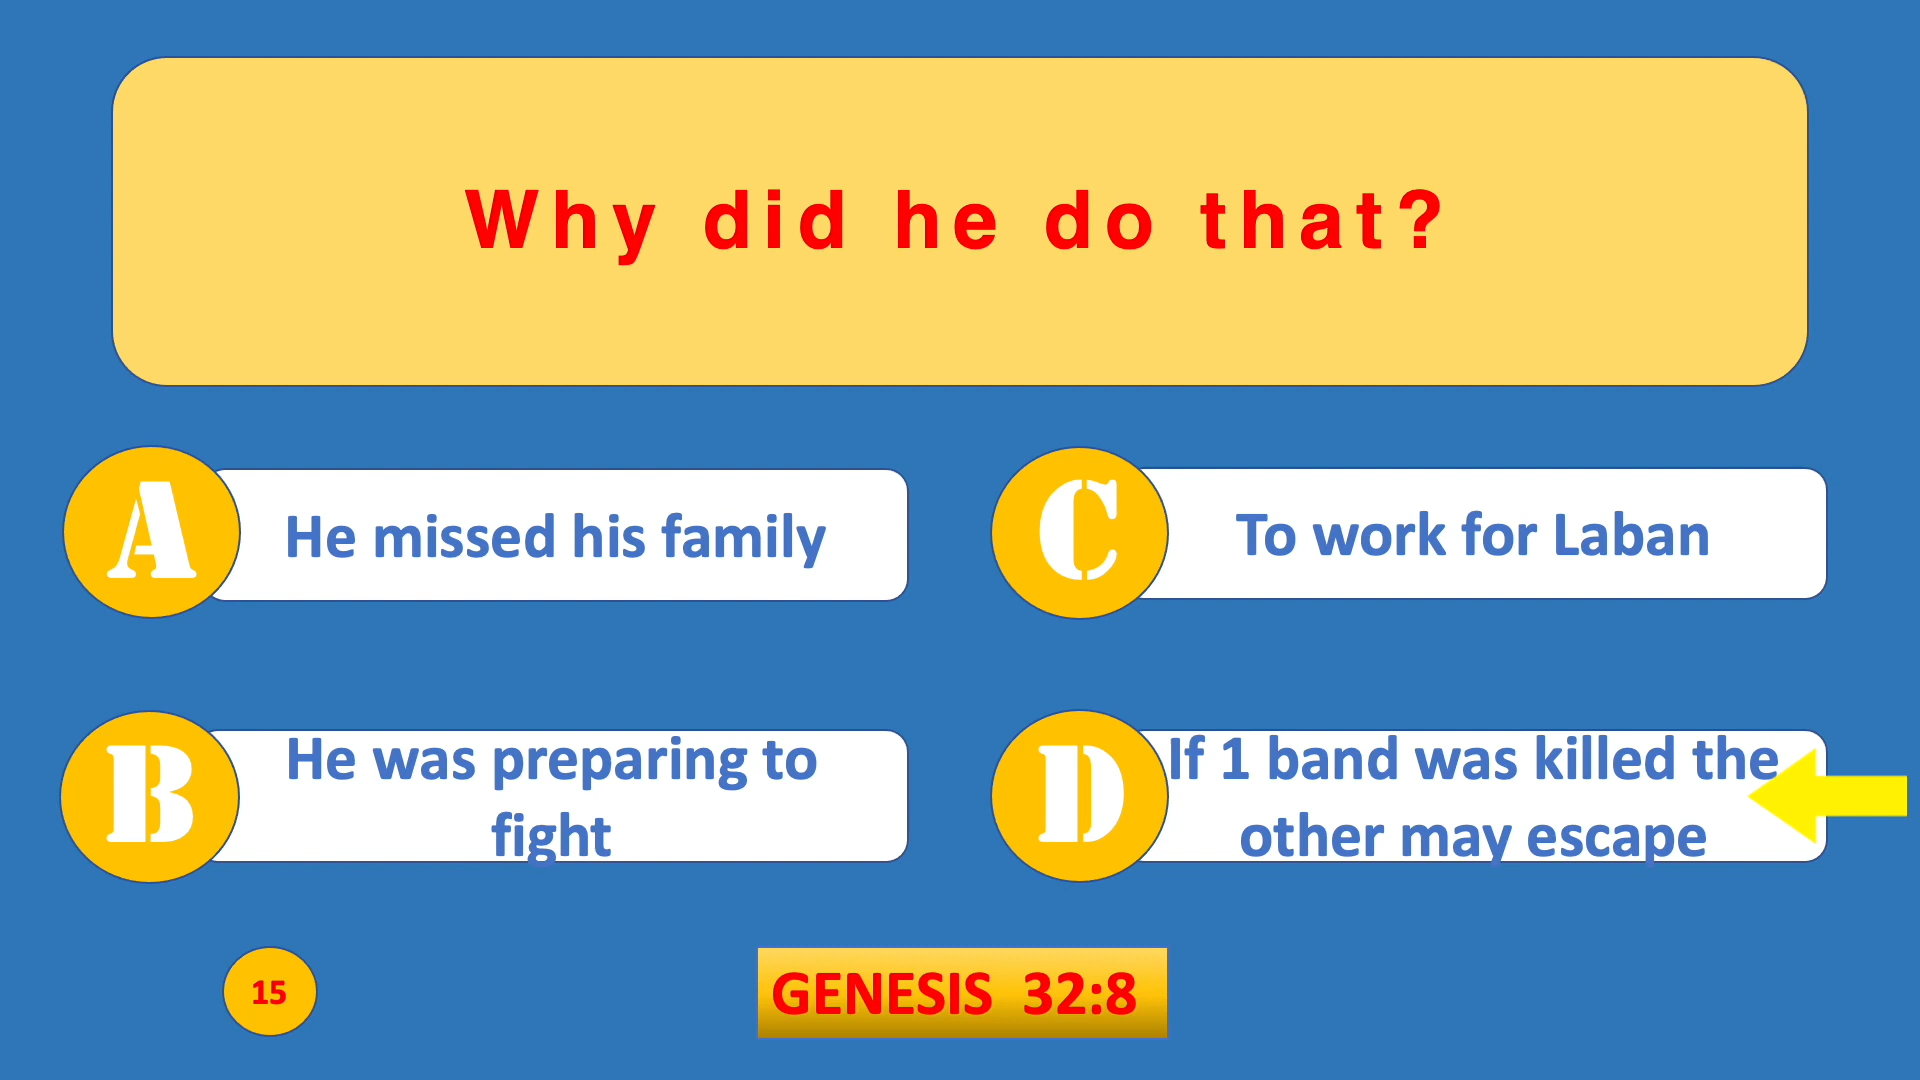 Why did he do that?
A
He missed his family
C
To work for Laban
B
He was preparing to
fight
D
If 1 band was killed the
other may escape
15
GENESIS 32:8